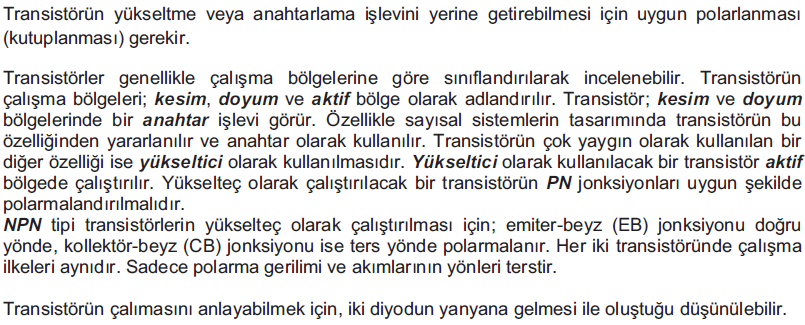 Transistörün yükseltme veya anahtarlama işlevini yerine getirebilmesi için uygun polarlanması
(kutuplanması) gerekir.
Transistörler genellikle çalışma bölgelerine göre sınıflandırılarak incelenebilir. Transistörün
çalışma bölgeleri; kesim, doyum ve aktif bölge olarak adlandırılır. Transistör; kesim ve doyum
bölgelerinde bir anahtar işlevi görür. Özellikle sayısal sistemlerin tasarımında transistörün bu
özelliğinden yararlanılır ve anahtar olarak kullanılır. Transistörün çok yaygın olarak kullanılan bir
diğer özelliği ise yükseltici olarak kullanılmasıdır. Yükseltici olarak kullanılacak bir transistör aktif
bölgede çalıştırılır. Yükselteç olarak çalıştırılacak bir transistörün PN jonksiyonları uygun şekilde
polarmalandırılmalıdır.
NPN tipi transistörlerin yükselteç olarak çalıştırılması için; emiter-beyz (EB) jonksiyonu doğru
yönde, kollektör-beyz (CB) jonksiyonu ise ters yönde polarmalanır. Her iki transistöründe çalışma
ilkeleri aynıdır. Sadece polarma gerilimi ve akımlarının yönleri terstir.
Transistörün çalımasını anlayabilmek için, iki diyodun yanyana gelmesi ile oluştuğu düşünülebilir.